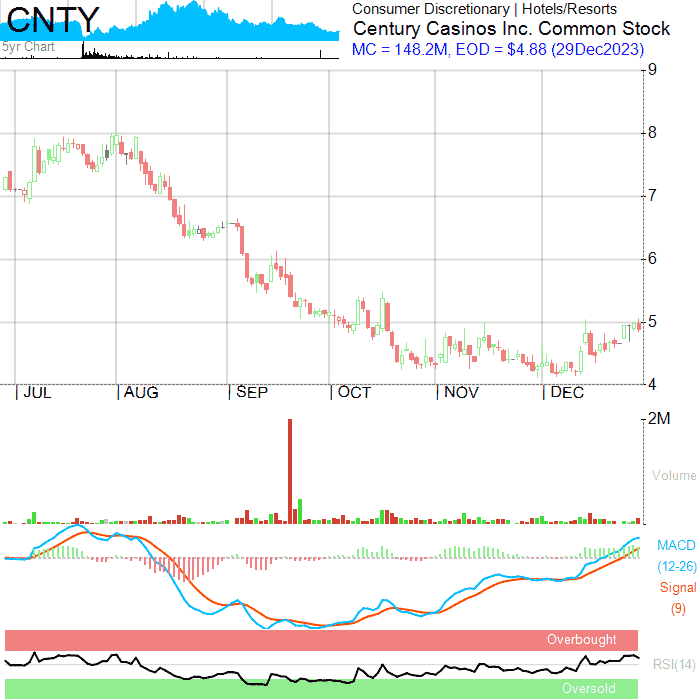 CNTY
5yr Chart
Consumer Discretionary | Hotels/Resorts
Century Casinos Inc. Common Stock
MC = 148.2M, EOD = $4.88 (29Dec2023)
9
8
7
6
5
4
JUL AUG SEP OCT NOV DEC
2M
Volume
MACD
(12-26)
Signal
(9)
Overbought
RSI(14)
Oversold